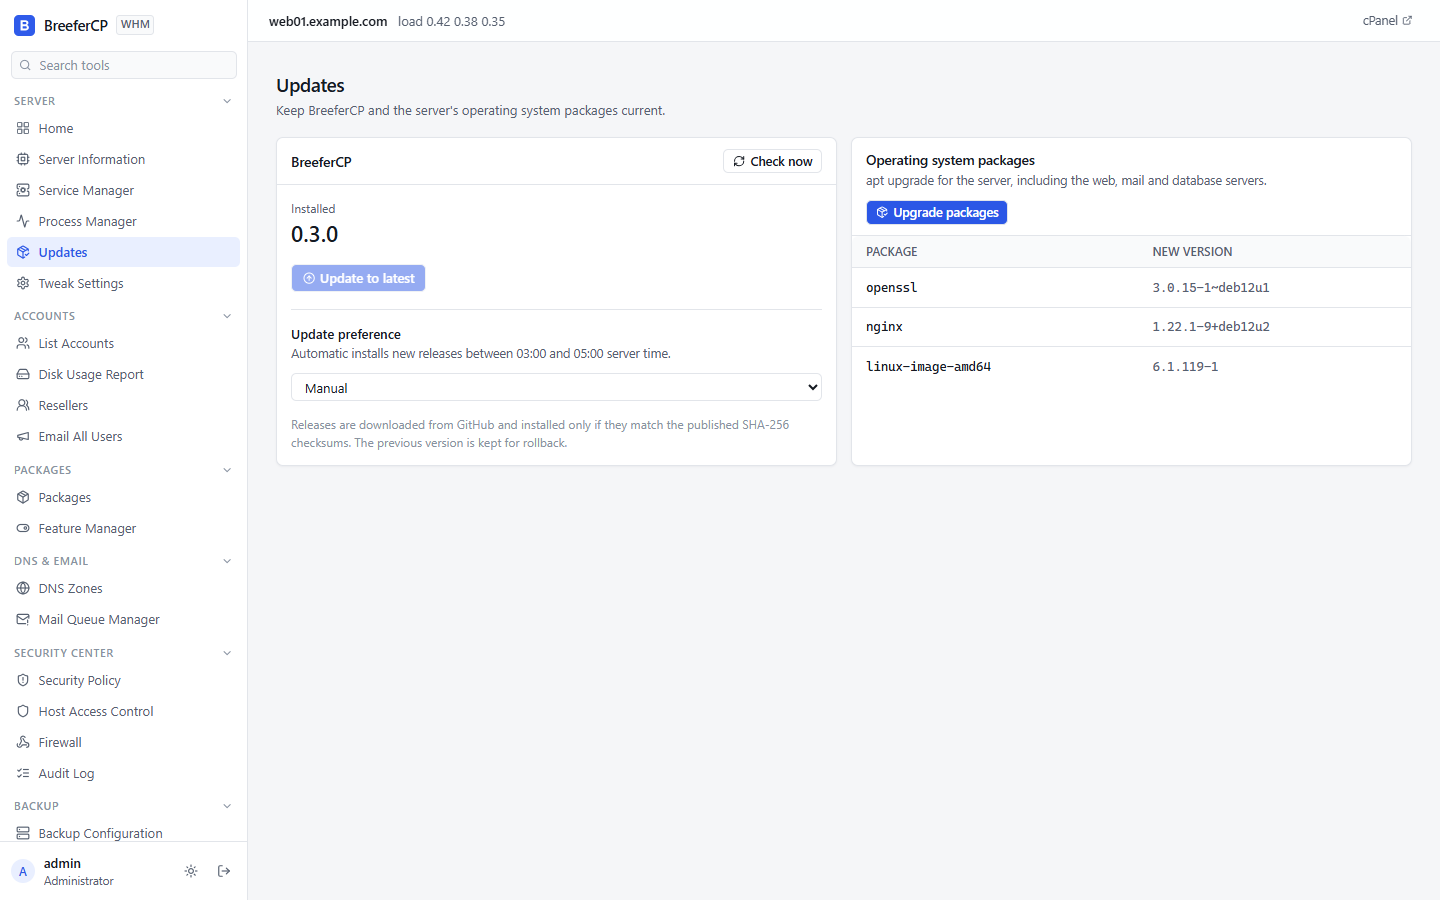 B BreeferCP WHM
Search tools
SERVER
Home
Server Information
Service Manager
Process Manager
Updates
Tweak Settings
ACCOUNTS
List Accounts
Disk Usage Report
Resellers
Email All Users
PACKAGES
Packages
Feature Manager
DNS & EMAIL
DNS Zones
Mail Queue Manager
SECURITY CENTER
Security Policy
Host Access Control
Firewall
Audit Log
BACKUP
Backup Configuration
A admin
Administrator
web01.example.com load 0.42 0.38 0.35
cPanel
Updates
Keep BreeferCP and the server's operating system packages current.
BreeferCP
Check now
Installed
0.3.0
Update to latest
Update preference
Automatic installs new releases between 03:00 and 05:00 server time.
Manual
Releases are downloaded from GitHub and installed only if they match the published SHA-256
checksums. The previous version is kept for rollback.
Operating system packages
apt upgrade for the server, including the web, mail and database servers.
Upgrade packages
PACKAGE NEW VERSION
openssl 3.0.15-1~deb12u1
nginx 1.22.1-9+deb12u2
linux-image-amd64 6.1.119-1